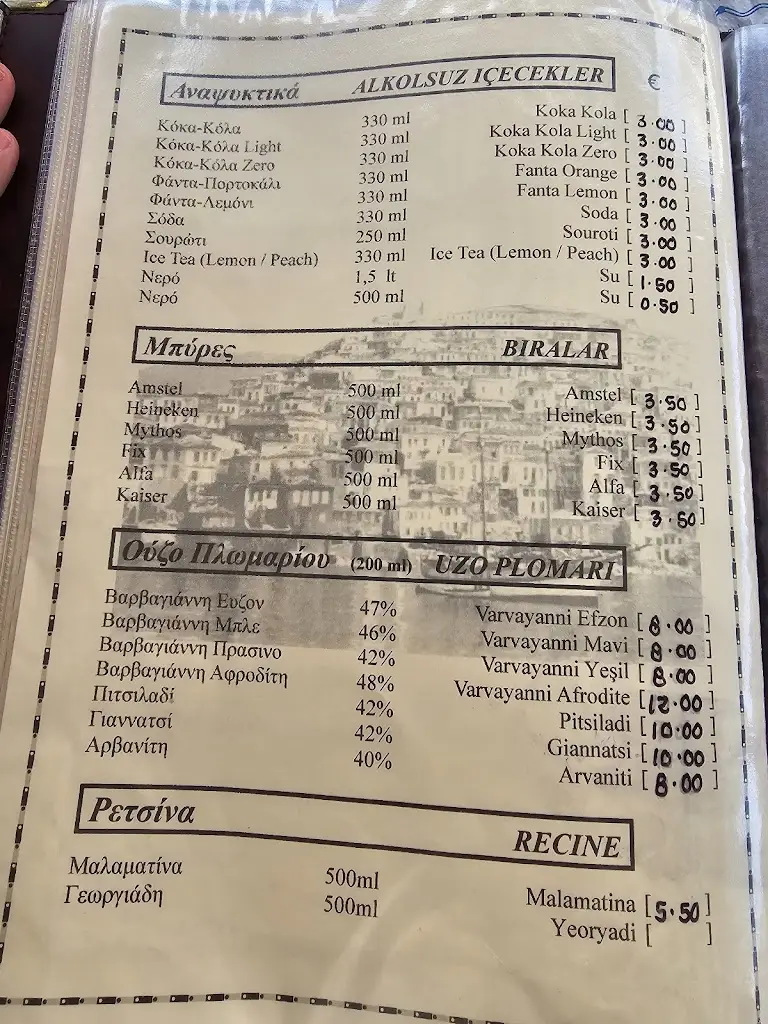 Αναψυκτικά ALKOLSUZ IÇECEKLER €
Κόκα-Κόλα 330 ml Koka Kola [ 3.00 ]
Κόκα-Κόλα Light 330 ml Koka Kola Light [ 3.00 ]
Κόκα-Κόλα Zero 330 ml Koka Kola Zero [ 3.00 ]
Φάντα-Πορτοκάλι 330 ml Fanta Orange [ 3.00 ]
Φάντα-Λεμόνι 330 ml Fanta Lemon [ 3.00 ]
Σόδα 330 ml Soda [ 3.00 ]
Σουρώτι 250 ml Souroti [ 3.00 ]
Ice Tea (Lemon / Peach) 330 ml Ice Tea (Lemon / Peach) [ 3.00 ]
Νερό 1,5 lt Su [ 1.50 ]
Νερό 500 ml Su [ 0.50 ]
Μπύρες BIRALAR
Amstel 500 ml Amstel [ 3.50 ]
Heineken 500 ml Heineken [ 3.50 ]
Mythos 500 ml Mythos [ 3.50 ]
Fix 500 ml Fix [ 3.50 ]
Alfa 500 ml Alfa [ 3.50 ]
Kaiser 500 ml Kaiser [ 3.50 ]
Ούζο Πλωμαρίου (200 ml) UZO PLOMARI
Βαρβαγιάννη Ευζον 47% Varvayanni Efzon [ 8.00 ]
Βαρβαγιάννη Μπλε 46% Varvayanni Mavi [ 8.00 ]
Βαρβαγιάννη Πρασινο 42% Varvayanni Yeşil [ 8.00 ]
Βαρβαγιάννη Αφροδίτη 48% Varvayanni Afrodite [ 12.00 ]
Πιτσιλαδί 42% Pitsiladi [ 10.00 ]
Γιαννατσί 42% Giannatsi [ 10.00 ]
Αρβανίτη 40% Arvaniti [ 8.00 ]
Ρετσίνα RECINE
Μαλαματίνα 500ml Malamatina [ 5.50 ]
Γεωργιάδη 500ml Yeoryadi [ ]